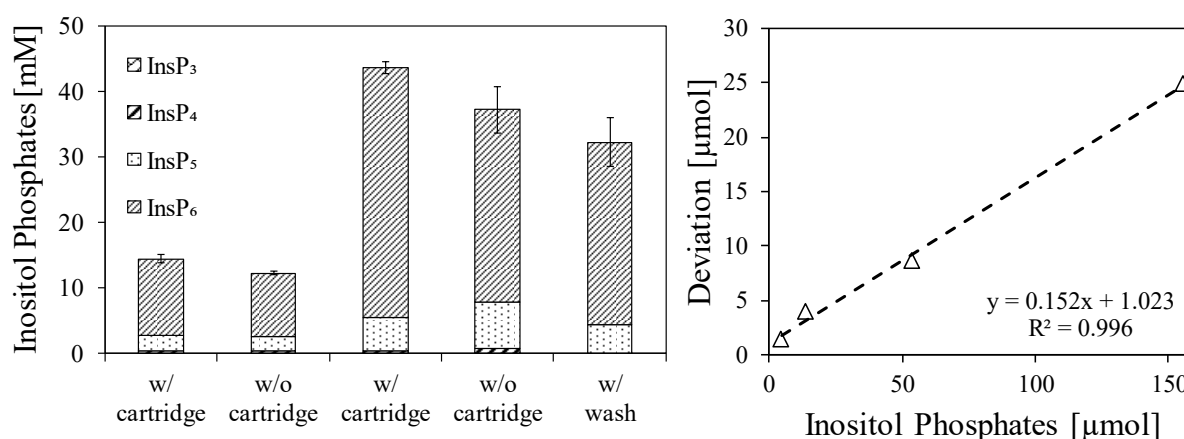 Inositol Phosphates [mM]
50
40
30
20
10
0
InsP₃
InsP₄
InsP₅
InsP₆
w/
cartridge
w/o
cartridge
w/
cartridge
w/o
cartridge
w/
wash
Deviation [µmol]
30
25
20
15
10
5
0
y = 0.152x + 1.023
R² = 0.996
0
50
100
150
Inositol Phosphates [µmol]